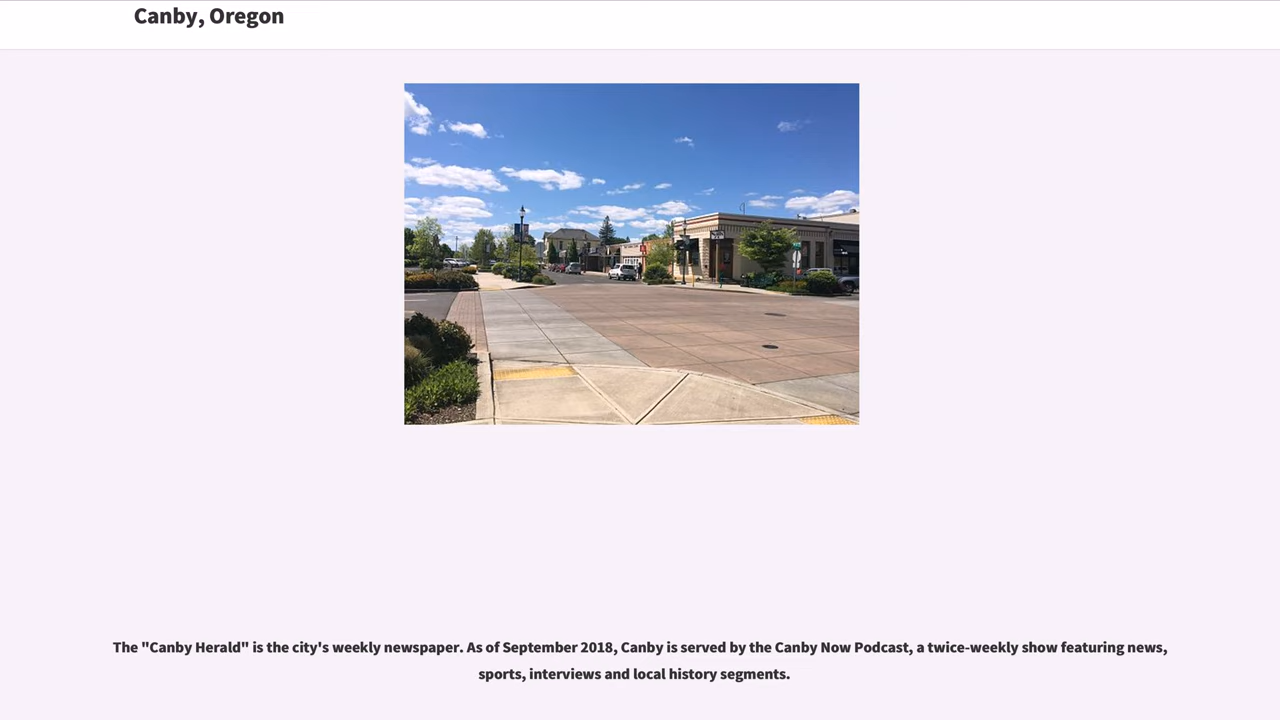 Canby, Oregon
The "Canby Herald" is the city's weekly newspaper. As of September 2018, Canby is served by the Canby Now Podcast, a twice-weekly show featuring news,
sports, interviews and local history segments.